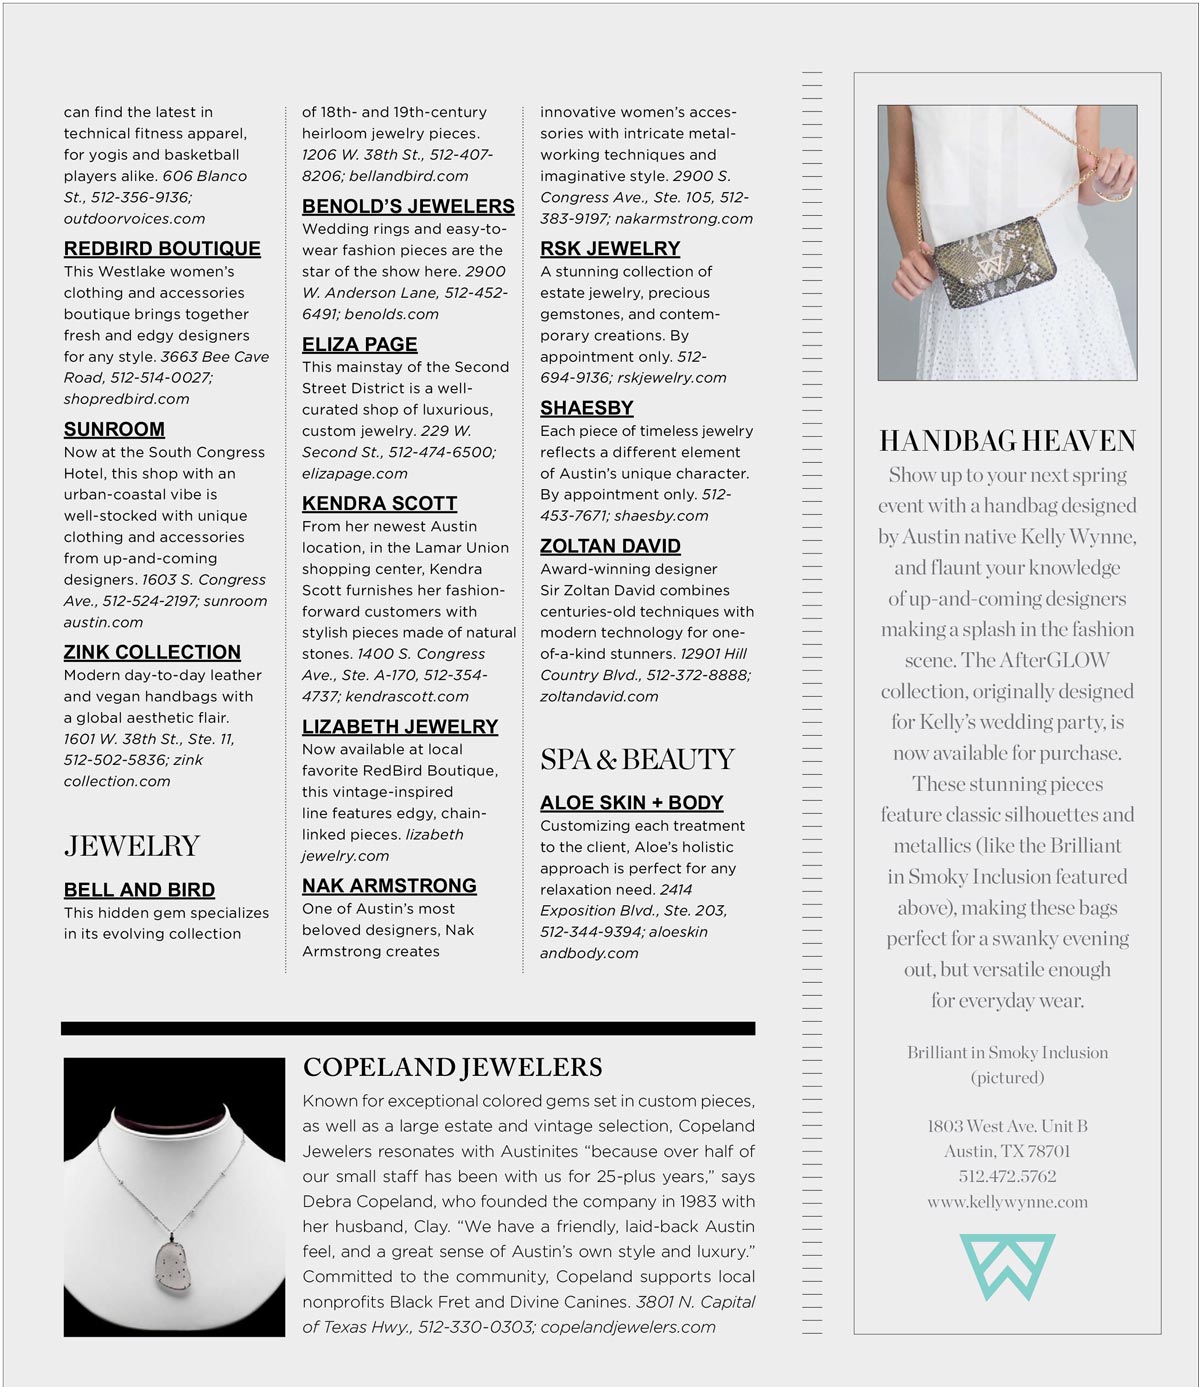 can find the latest in
technical fitness apparel,
for yogis and basketball
players alike. 606 Blanco
St., 512-356-9136;
outdoorvoices.com
REDBIRD BOUTIQUE
This Westlake women's
clothing and accessories
boutique brings together
fresh and edgy designers
for any style. 3663 Bee Cave
Road, 512-514-0027;
shopredbird.com
SUNROOM
Now at the South Congress
Hotel, this shop with an
urban-coastal vibe is
well-stocked with unique
clothing and accessories
from up-and-coming
designers. 1603 S. Congress
Ave., 512-524-2197; sunroom
austin.com
ZINK COLLECTION
Modern day-to-day leather
and vegan handbags with
a global aesthetic flair.
1601 W. 38th St., Ste. 11,
512-502-5836; zink
collection.com
JEWELRY
BELL AND BIRD
This hidden gem specializes
in its evolving collection
of 18th- and 19th-century
heirloom jewelry pieces.
1206 W. 38th St., 512-407-
8206; bellandbird.com
BENOLD'S JEWELERS
Wedding rings and easy-to-
wear fashion pieces are the
star of the show here. 2900
W. Anderson Lane, 512-452-
6491; benolds.com
ELIZA PAGE
This mainstay of the Second
Street District is a well-
curated shop of luxurious,
custom jewelry. 229 W.
Second St., 512-474-6500;
elizapage.com
KENDRA SCOTT
From her newest Austin
location, in the Lamar Union
shopping center, Kendra
Scott furnishes her fashion-
forward customers with
stylish pieces made of natural
stones. 1400 S. Congress
Ave., Ste. A-170, 512-354-
4737; kendrascott.com
LIZABETH JEWELRY
Now available at local
favorite RedBird Boutique,
this vintage-inspired
line features edgy, chain-
linked pieces. lizabeth
jewelry.com
NAK ARMSTRONG
One of Austin's most
beloved designers, Nak
Armstrong creates
innovative women's acces-
sories with intricate metal-
working techniques and
imaginative style. 2900 S.
Congress Ave., Ste. 105, 512-
383-9197; nakarmstrong.com
RSK JEWELRY
A stunning collection of
estate jewelry, precious
gemstones, and contem-
porary creations. By
appointment only. 512-
694-9136; rskjewelry.com
SHAESBY
Each piece of timeless jewelry
reflects a different element
of Austin's unique character.
By appointment only. 512-
453-7671; shaesby.com
ZOLTAN DAVID
Award-winning designer
Sir Zoltan David combines
centuries-old techniques with
modern technology for one-
of-a-kind stunners. 12901 Hill
Country Blvd., 512-372-8888;
zoltandavid.com
SPA & BEAUTY
ALOE SKIN + BODY
Customizing each treatment
to the client, Aloe's holistic
approach is perfect for any
relaxation need. 2414
Exposition Blvd., Ste. 203,
512-344-9394; aloeskin
andbody.com
COPELAND JEWELERS
Known for exceptional colored gems set in custom pieces,
as well as a large estate and vintage selection, Copeland
Jewelers resonates with Austinites "because over half of
our small staff has been with us for 25-plus years," says
Debra Copeland, who founded the company in 1983 with
her husband, Clay. "We have a friendly, laid-back Austin
feel, and a great sense of Austin's own style and luxury."
Committed to the community, Copeland supports local
nonprofits Black Fret and Divine Canines. 3801 N. Capital
of Texas Hwy., 512-330-0303; copelandjewelers.com
HANDBAG HEAVEN
Show up to your next spring
event with a handbag designed
by Austin native Kelly Wynne,
and flaunt your knowledge
of up-and-coming designers
making a splash in the fashion
scene. The AfterGLOW
collection, originally designed
for Kelly's wedding party, is
now available for purchase.
These stunning pieces
feature classic silhouettes and
metallics (like the Brilliant
in Smoky Inclusion featured
above), making these bags
perfect for a swanky evening
out, but versatile enough
for everyday wear.
Brilliant in Smoky Inclusion
(pictured)
1803 West Ave. Unit B
Austin, TX 78701
512.472.5762
www.kellywynne.com